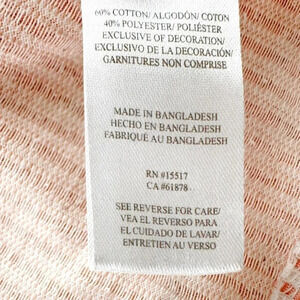 60% COTTON/ ALGODÓN/ COTON
40% POLYESTER/ POLIÉSTER
EXCLUSIVE OF DECORATION/
EXCLUSIVO DE LA DECORACIÓN/
GARNITURES NON COMPRISE
MADE IN BANGLADESH
HECHO EN BANGLADESH
FABRIQUÉ AU BANGLADESH
RN #15517
CA #61878
SEE REVERSE FOR CARE/
VEA EL REVERSO PARA
EL CUIDADO DE LAVAR/
ENTRETIEN AU VERSO